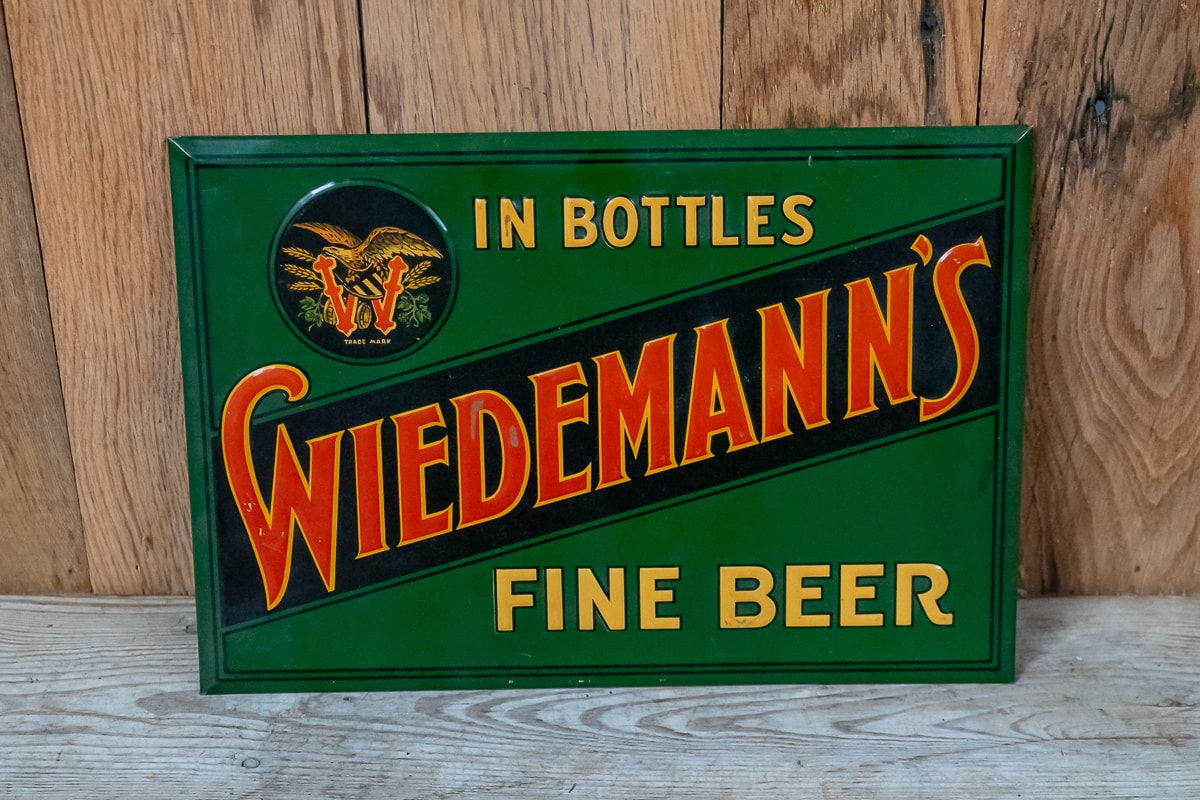 IN BOTTLES
W
TRADE MARK
WIEDEMANN'S
FINE BEER